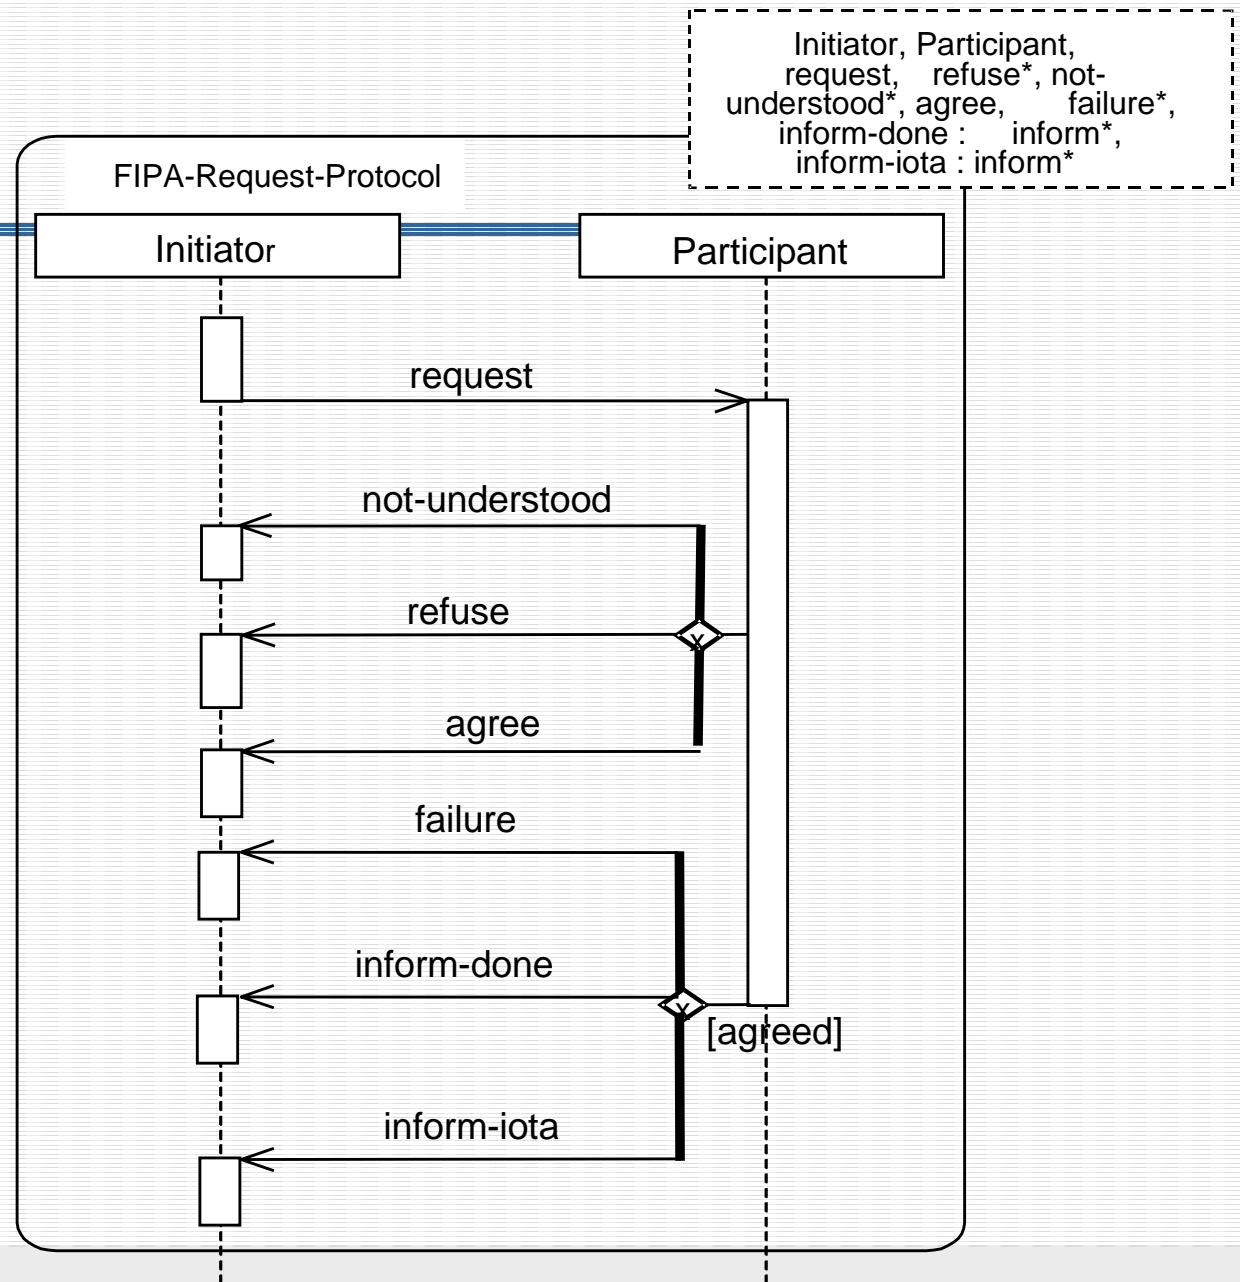 Initiator, Participant,
request, refuse*, not-
understood*, agree, failure*,
inform-done : inform*,
inform-iota : inform*
FIPA-Request-Protocol
Initiator
Participant
request
not-understood
refuse
x
agree
failure
inform-done
x
[agreed]
inform-iota